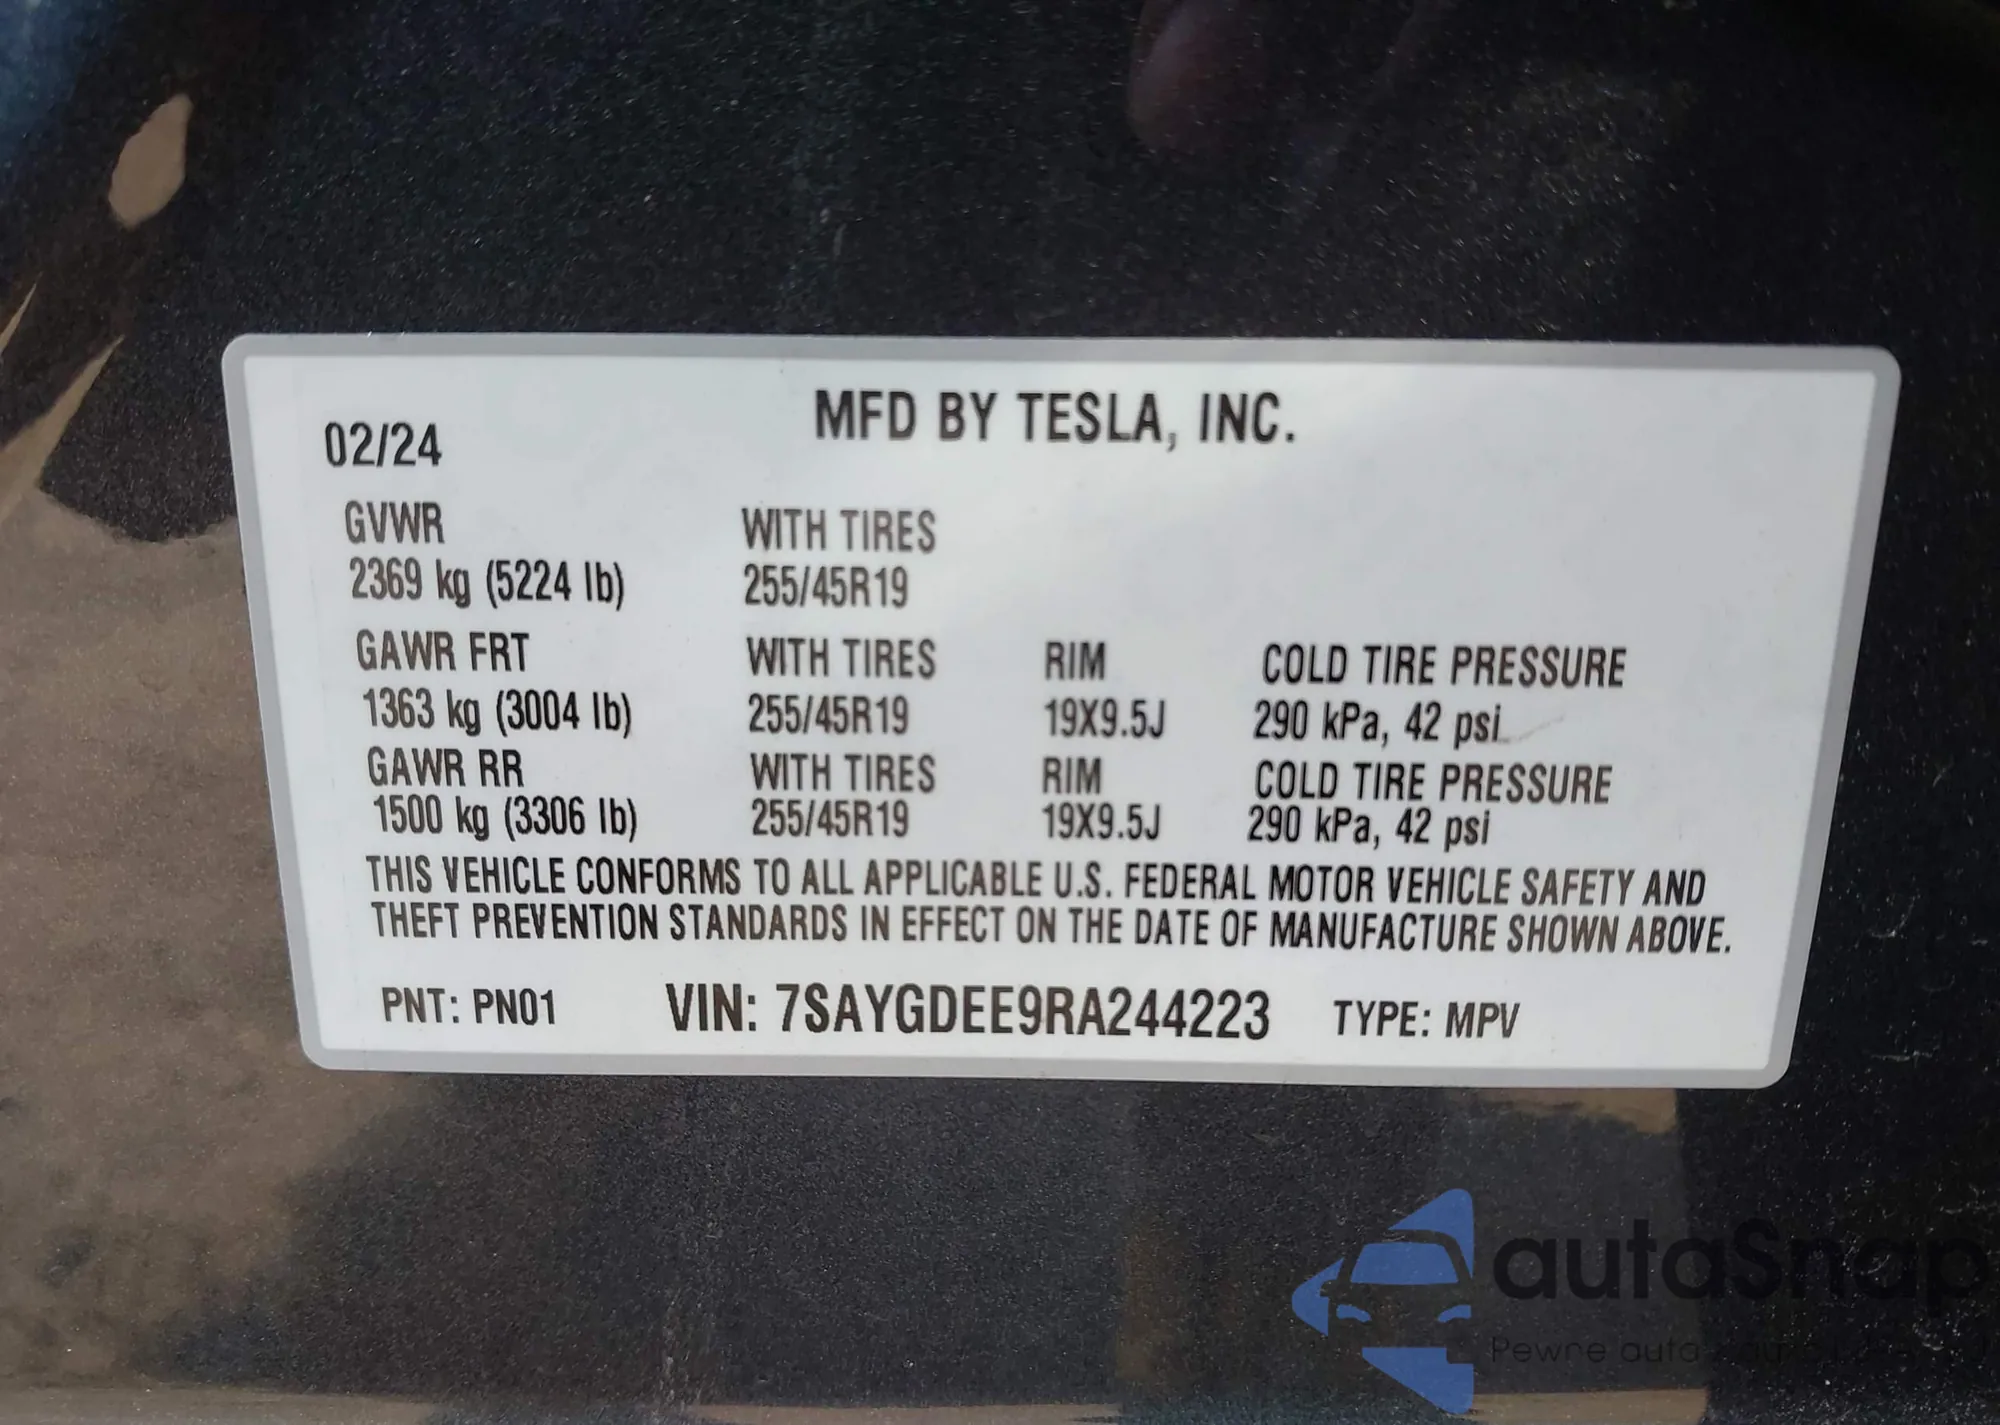 02/24 MFD BY TESLA, INC.
GVWR WITH TIRES
2369 kg (5224 lb) 255/45R19
GAWR FRT WITH TIRES RIM COLD TIRE PRESSURE
1363 kg (3004 lb) 255/45R19 19X9.5J 290 kPa, 42 psi
GAWR RR WITH TIRES RIM COLD TIRE PRESSURE
1500 kg (3306 lb) 255/45R19 19X9.5J 290 kPa, 42 psi
THIS VEHICLE CONFORMS TO ALL APPLICABLE U.S. FEDERAL MOTOR VEHICLE SAFETY AND
THEFT PREVENTION STANDARDS IN EFFECT ON THE DATE OF MANUFACTURE SHOWN ABOVE.
PNT: PN01 VIN: 7SAYGDEE9RA244223 TYPE: MPV
autaSnap
Pewne auta